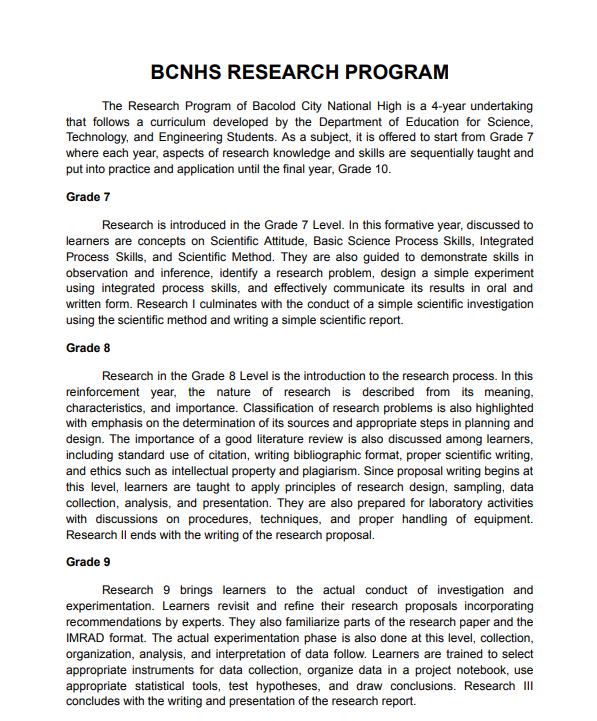 BCNHS RESEARCH PROGRAM
The Research Program of Bacolod City National High is a 4-year undertaking
that follows a curriculum developed by the Department of Education for Science,
Technology, and Engineering Students. As a subject, it is offered to start from Grade 7
where each year, aspects of research knowledge and skills are sequentially taught and
put into practice and application until the final year, Grade 10.
Grade 7
Research is introduced in the Grade 7 Level. In this formative year, discussed to
learners are concepts on Scientific Attitude, Basic Science Process Skills, Integrated
Process Skills, and Scientific Method. They are also guided to demonstrate skills in
observation and inference, identify a research problem, design a simple experiment
using integrated process skills, and effectively communicate its results in oral and
written form. Research I culminates with the conduct of a simple scientific investigation
using the scientific method and writing a simple scientific report.
Grade 8
Research in the Grade 8 Level is the introduction to the research process. In this
reinforcement year, the nature of research is described from its meaning,
characteristics, and importance. Classification of research problems is also highlighted
with emphasis on the determination of its sources and appropriate steps in planning and
design. The importance of a good literature review is also discussed among learners,
including standard use of citation, writing bibliographic format, proper scientific writing,
and ethics such as intellectual property and plagiarism. Since proposal writing begins at
this level, learners are taught to apply principles of research design, sampling, data
collection, analysis, and presentation. They are also prepared for laboratory activities
with discussions on procedures, techniques, and proper handling of equipment.
Research II ends with the writing of the research proposal.
Grade 9
Research 9 brings learners to the actual conduct of investigation and
experimentation. Learners revisit and refine their research proposals incorporating
recommendations by experts. They also familiarize parts of the research paper and the
IMRAD format. The actual experimentation phase is also done at this level, collection,
organization, analysis, and interpretation of data follow. Learners are trained to select
appropriate instruments for data collection, organize data in a project notebook, use
appropriate statistical tools, test hypotheses, and draw conclusions. Research III
concludes with the writing and presentation of the research report.